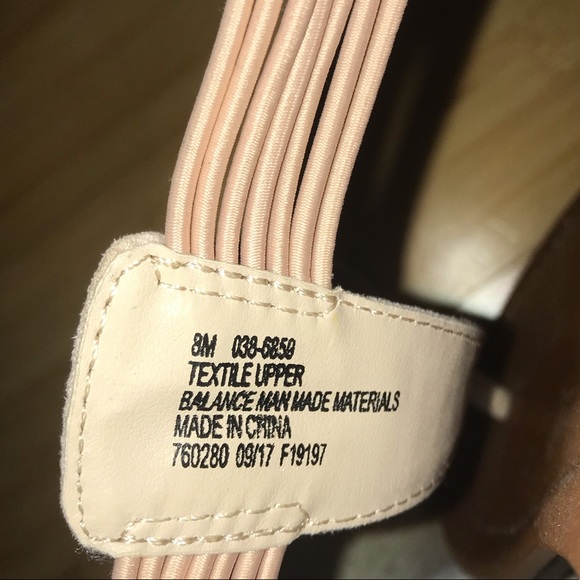 8M 038-6859
TEXTILE UPPER
BALANCE MAN MADE MATERIALS
MADE IN CHINA
760280 09/17 F19197